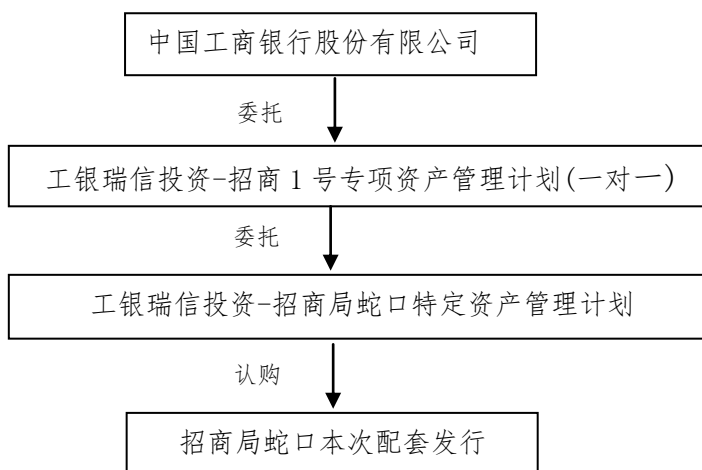 中国工商银行股份有限公司
委托
工银瑞信投资-招商 1 号专项资产管理计划(一对一)
委托
工银瑞信投资-招商局蛇口特定资产管理计划
认购
招商局蛇口本次配套发行